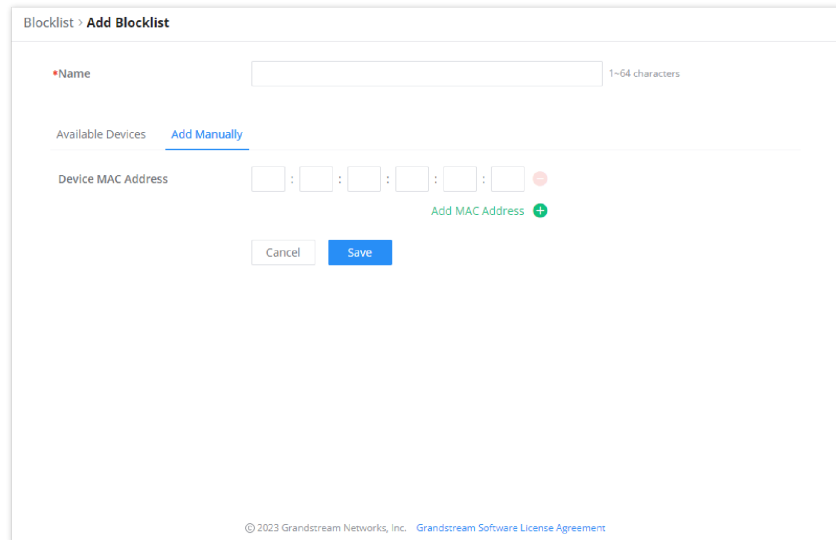 Blocklist > Add Blocklist
*Name 1~64 characters
Available Devices Add Manually
Device MAC Address : : : : :
Add MAC Address
Cancel Save
© 2023 Grandstream Networks, Inc. Grandstream Software License Agreement